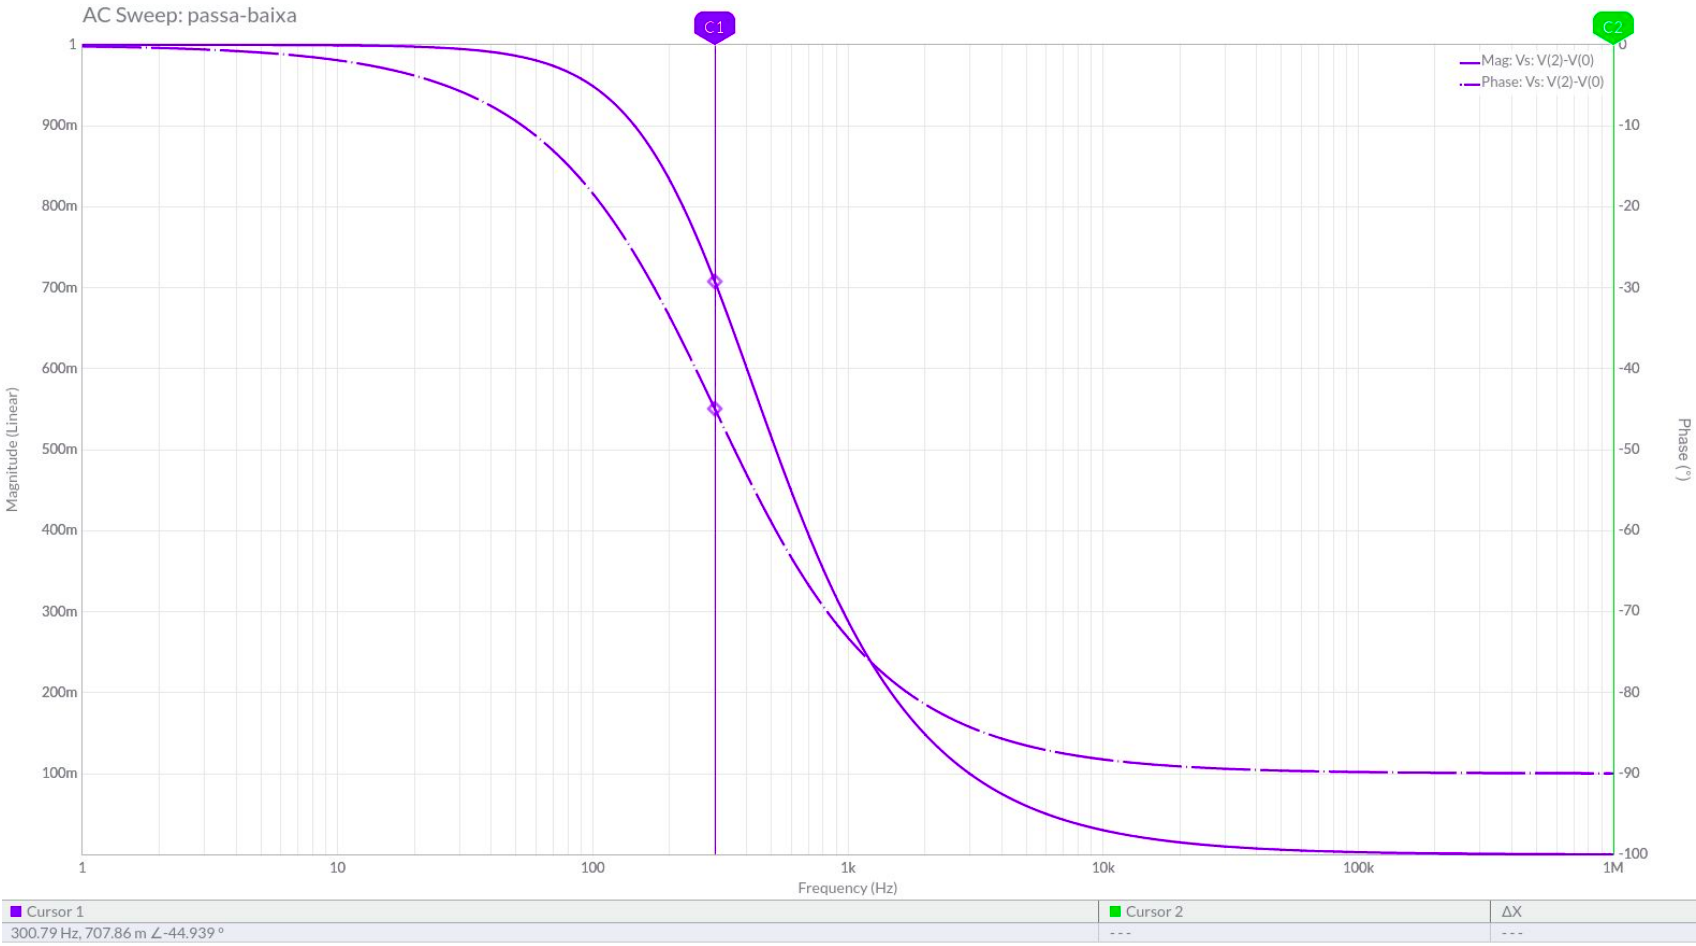 AC Sweep: passa-baixa
C1
C2
Mag: Vs: V(2)-V(0)
Phase: Vs: V(2)-V(0)
1
900m
800m
700m
600m
500m
400m
300m
200m
100m
Magnitude (Linear)
0
-10
-20
-30
-40
-50
-60
-70
-80
-90
-100
Phase (°)
1 10 100 1k 10k 100k 1M
Frequency (Hz)
Cursor 1 Cursor 2 ΔX
300.79 Hz, 707.86 m ∠-44.939 ° --- ---